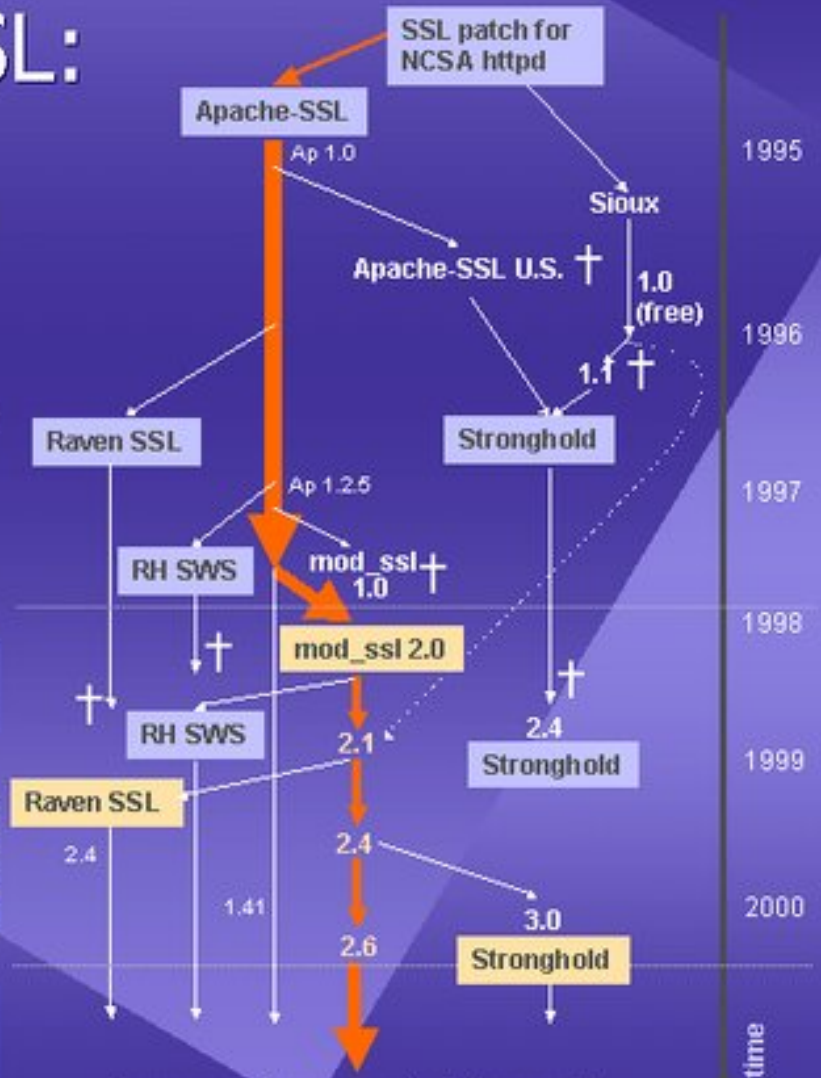 SL:
SSL patch for
NCSA httpd
Apache-SSL
Ap 1.0
1995
Sioux
Apache-SSL U.S. †
1.0
(free)
1996
1.1 †
Raven SSL
Stronghold
Ap 1.2.5
1997
RH SWS
mod_ssl †
1.0
1998
†
mod_ssl 2.0
†
†
RH SWS
2.1
2.4
Stronghold
1999
Raven SSL
2.4
2.4
1.41
2000
3.0
2.6
Stronghold
time